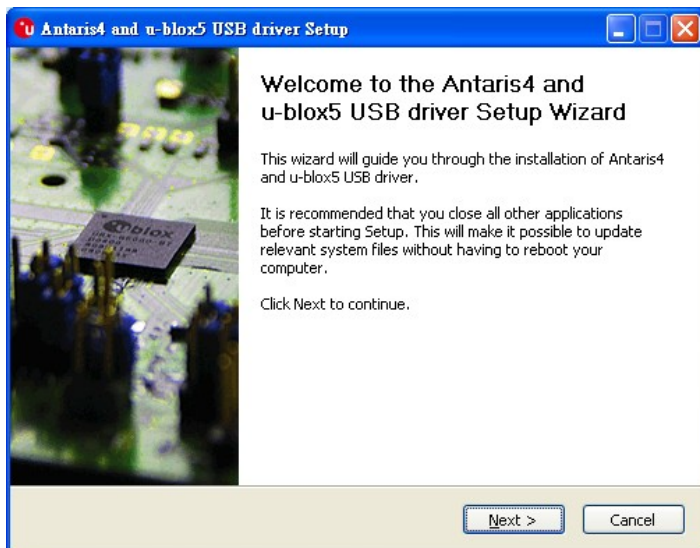 Antaris4 and u-blox5 USB driver Setup
Welcome to the Antaris4 and
u-blox5 USB driver Setup Wizard
This wizard will guide you through the installation of Antaris4
and u-blox5 USB driver.
It is recommended that you close all other applications
before starting Setup. This will make it possible to update
relevant system files without having to reboot your
computer.
Click Next to continue.
ublox
Next >
Cancel